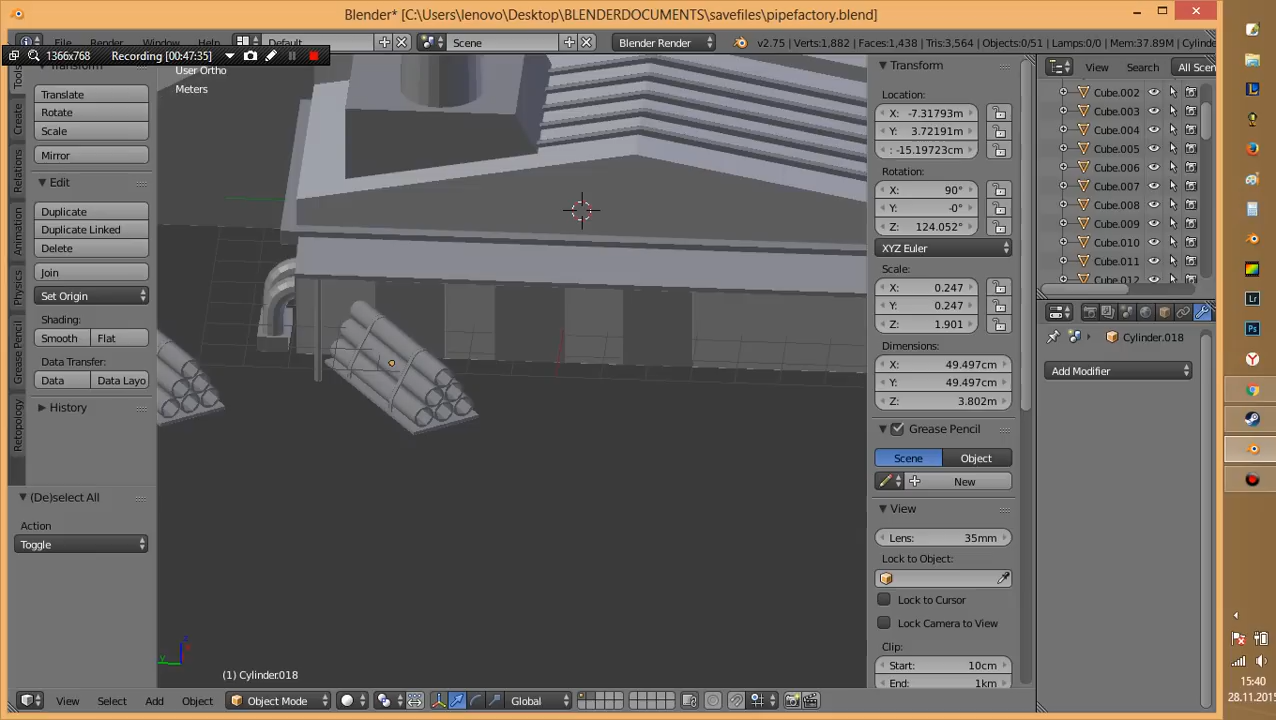 Blender* [C:\Users\lenovo\Desktop\BLENDERDOCUMENTS\savefiles\pipefactory.blend]
File Render Window Help Default Scene Blender Render v2.75 | Verts:1,882 | Faces:1,438 | Tris:3,564 | Objects:0/51 | Lamps:0/0 | Mem:37.89M | Cylinde
1366x768 Recording [00:47:35]
Transform
Translate
Rotate
Scale
Mirror
Edit
Duplicate
Duplicate Linked
Delete
Join
Set Origin
Shading:
Smooth Flat
Data Transfer:
Data Data Layo
History
Tools
Create
Relations
Animation
Physics
Grease Pencil
Retopology
(De)select All
Action
Toggle
User Ortho
Meters
(1) Cylinder.018
View Select Add Object Object Mode Global
Transform
Location:
X: -7.31793m
Y: 3.72191m
: -15.19723cm
Rotation:
X: 90°
Y: -0°
Z: 124.052°
XYZ Euler
Scale:
X: 0.247
Y: 0.247
Z: 1.901
Dimensions:
X: 49.497cm
Y: 49.497cm
Z: 3.802m
Grease Pencil
Scene Object
New
View
Lens: 35mm
Lock to Object:
Lock to Cursor
Lock Camera to View
Clip:
Start: 10cm
End: 1km
View Search All Scen
Cube.002
Cube.003
Cube.004
Cube.005
Cube.006
Cube.007
Cube.008
Cube.009
Cube.010
Cube.011
Cube.012
Cylinder.018
Add Modifier
Lr
Ps
15:40
28.11.2015